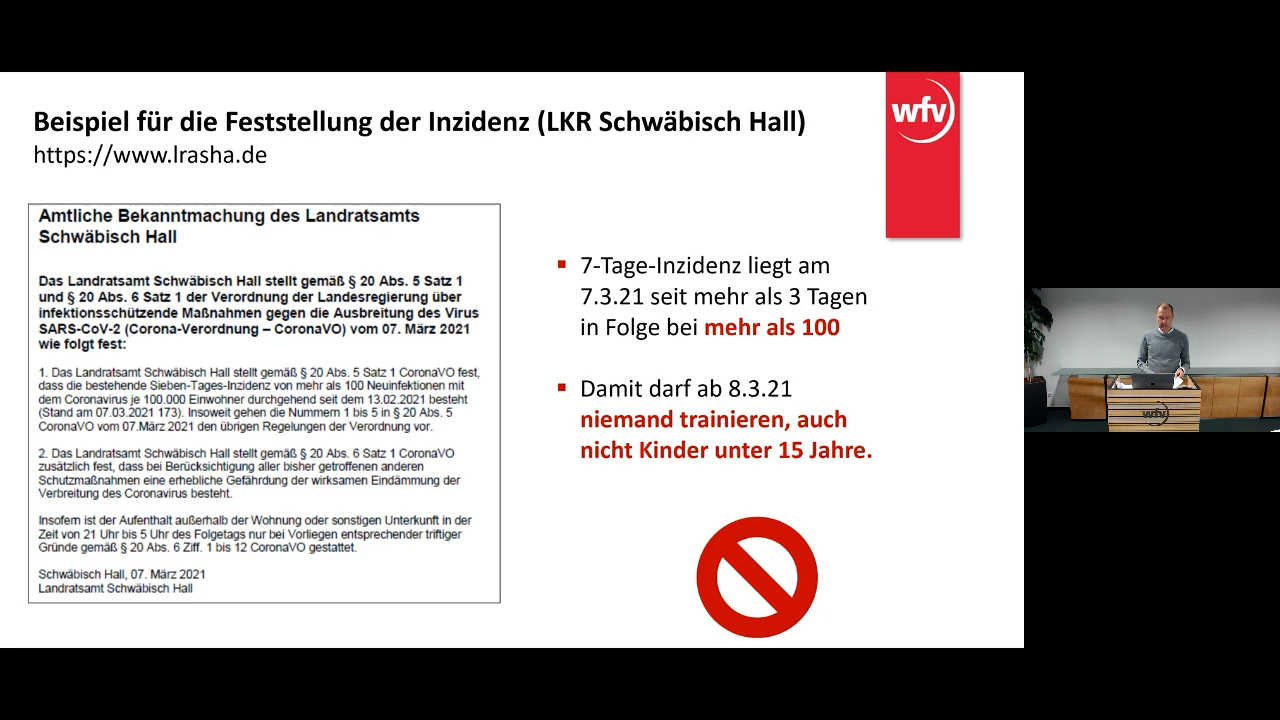 Beispiel für die Feststellung der Inzidenz (LKR Schwäbisch Hall)
https://www.lrasha.de
wfv
Amtliche Bekanntmachung des Landratsamts
Schwäbisch Hall
Das Landratsamt Schwäbisch Hall stellt gemäß § 20 Abs. 5 Satz 1
und § 20 Abs. 6 Satz 1 der Verordnung der Landesregierung über
infektionsschützende Maßnahmen gegen die Ausbreitung des Virus
SARS-CoV-2 (Corona-Verordnung – CoronaVO) vom 07. März 2021
wie folgt fest:
1. Das Landratsamt Schwäbisch Hall stellt gemäß § 20 Abs. 5 Satz 1 CoronaVO fest,
dass die bestehende Sieben-Tages-Inzidenz von mehr als 100 Neuinfektionen mit
dem Coronavirus je 100.000 Einwohner durchgehend seit dem 13.02.2021 besteht
(Stand am 07.03.2021 173). Insoweit gehen die Nummern 1 bis 5 in § 20 Abs. 5
CoronaVO vom 07.März 2021 den übrigen Regelungen der Verordnung vor.
2. Das Landratsamt Schwäbisch Hall stellt gemäß § 20 Abs. 6 Satz 1 CoronaVO
zusätzlich fest, dass bei Berücksichtigung aller bisher getroffenen anderen
Schutzmaßnahmen eine erhebliche Gefährdung der wirksamen Eindämmung der
Verbreitung des Coronavirus besteht.
Insofern ist der Aufenthalt außerhalb der Wohnung oder sonstigen Unterkunft in der
Zeit von 21 Uhr bis 5 Uhr des Folgetags nur bei Vorliegen entsprechender triftiger
Gründe gemäß § 20 Abs. 6 Ziff. 1 bis 12 CoronaVO gestattet.
Schwäbisch Hall, 07. März 2021
Landratsamt Schwäbisch Hall
7-Tage-Inzidenz liegt am
7.3.21 seit mehr als 3 Tagen
in Folge bei mehr als 100
Damit darf ab 8.3.21
niemand trainieren, auch
nicht Kinder unter 15 Jahre.
wfv